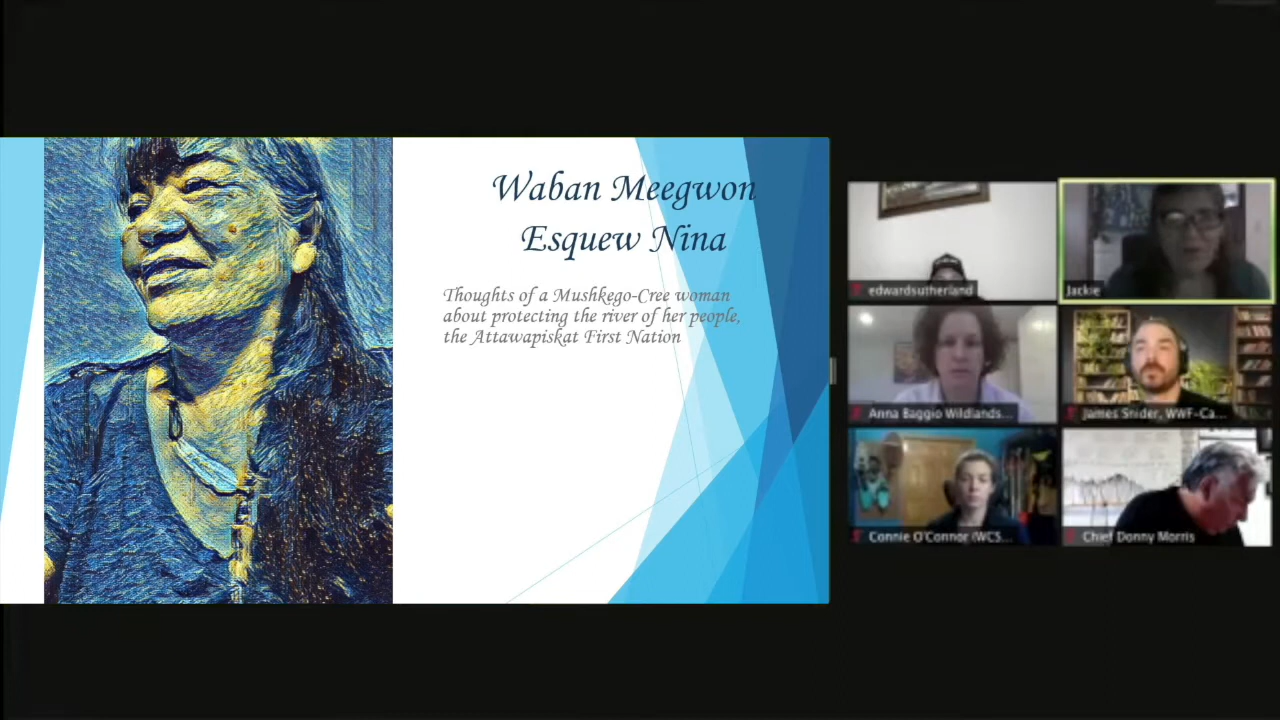 Waban Meegwon
Esquew Nina
Thoughts of a Mushkego-Cree woman
about protecting the river of her people,
the Attawapiskat First Nation
edwardsutherland
Jackie
Anna Baggio Wildlands...
James Snider, WWF-Ca...
Connie O'Connor (WCS...
Chief Donny Morris